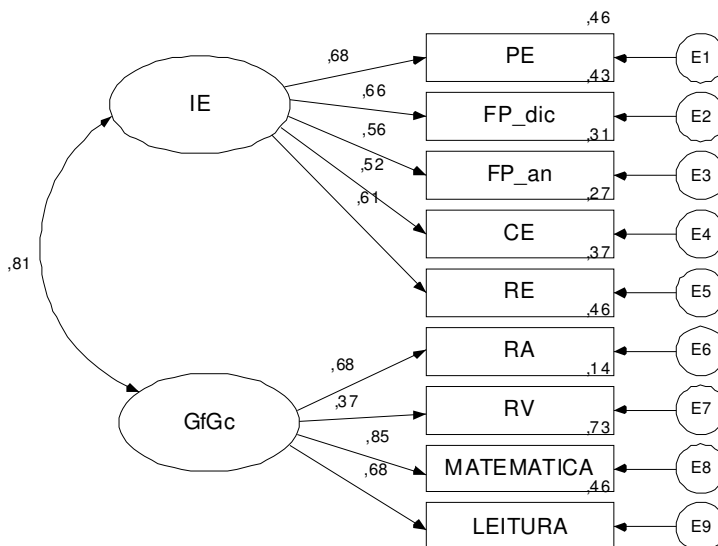 ,46
,68
PE
E1
,43
IE
,66
FP_dic
E2
,56
,31
,52
FP_an
E3
,61
,27
CE
E4
,37
,81
RE
E5
,46
,68
RA
E6
,14
,37
GfGc
RV
E7
,73
,85
MATEMATICA
E8
,68
,46
LEITURA
E9